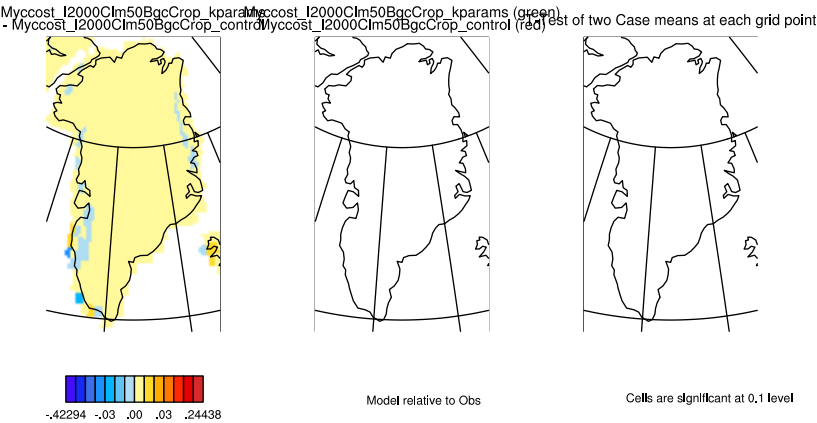 Myccost_I2000Clm50BgcCrop_kparams
- Myccost_I2000Clm50BgcCrop_control
Myccost_I2000Clm50BgcCrop_kparams (green)
Myccost_I2000Clm50BgcCrop_control (red)
T-Test of two Case means at each grid point
-.42294 -.03 .00 .03 .24438
Model relative to Obs
Cells are significant at 0.1 level